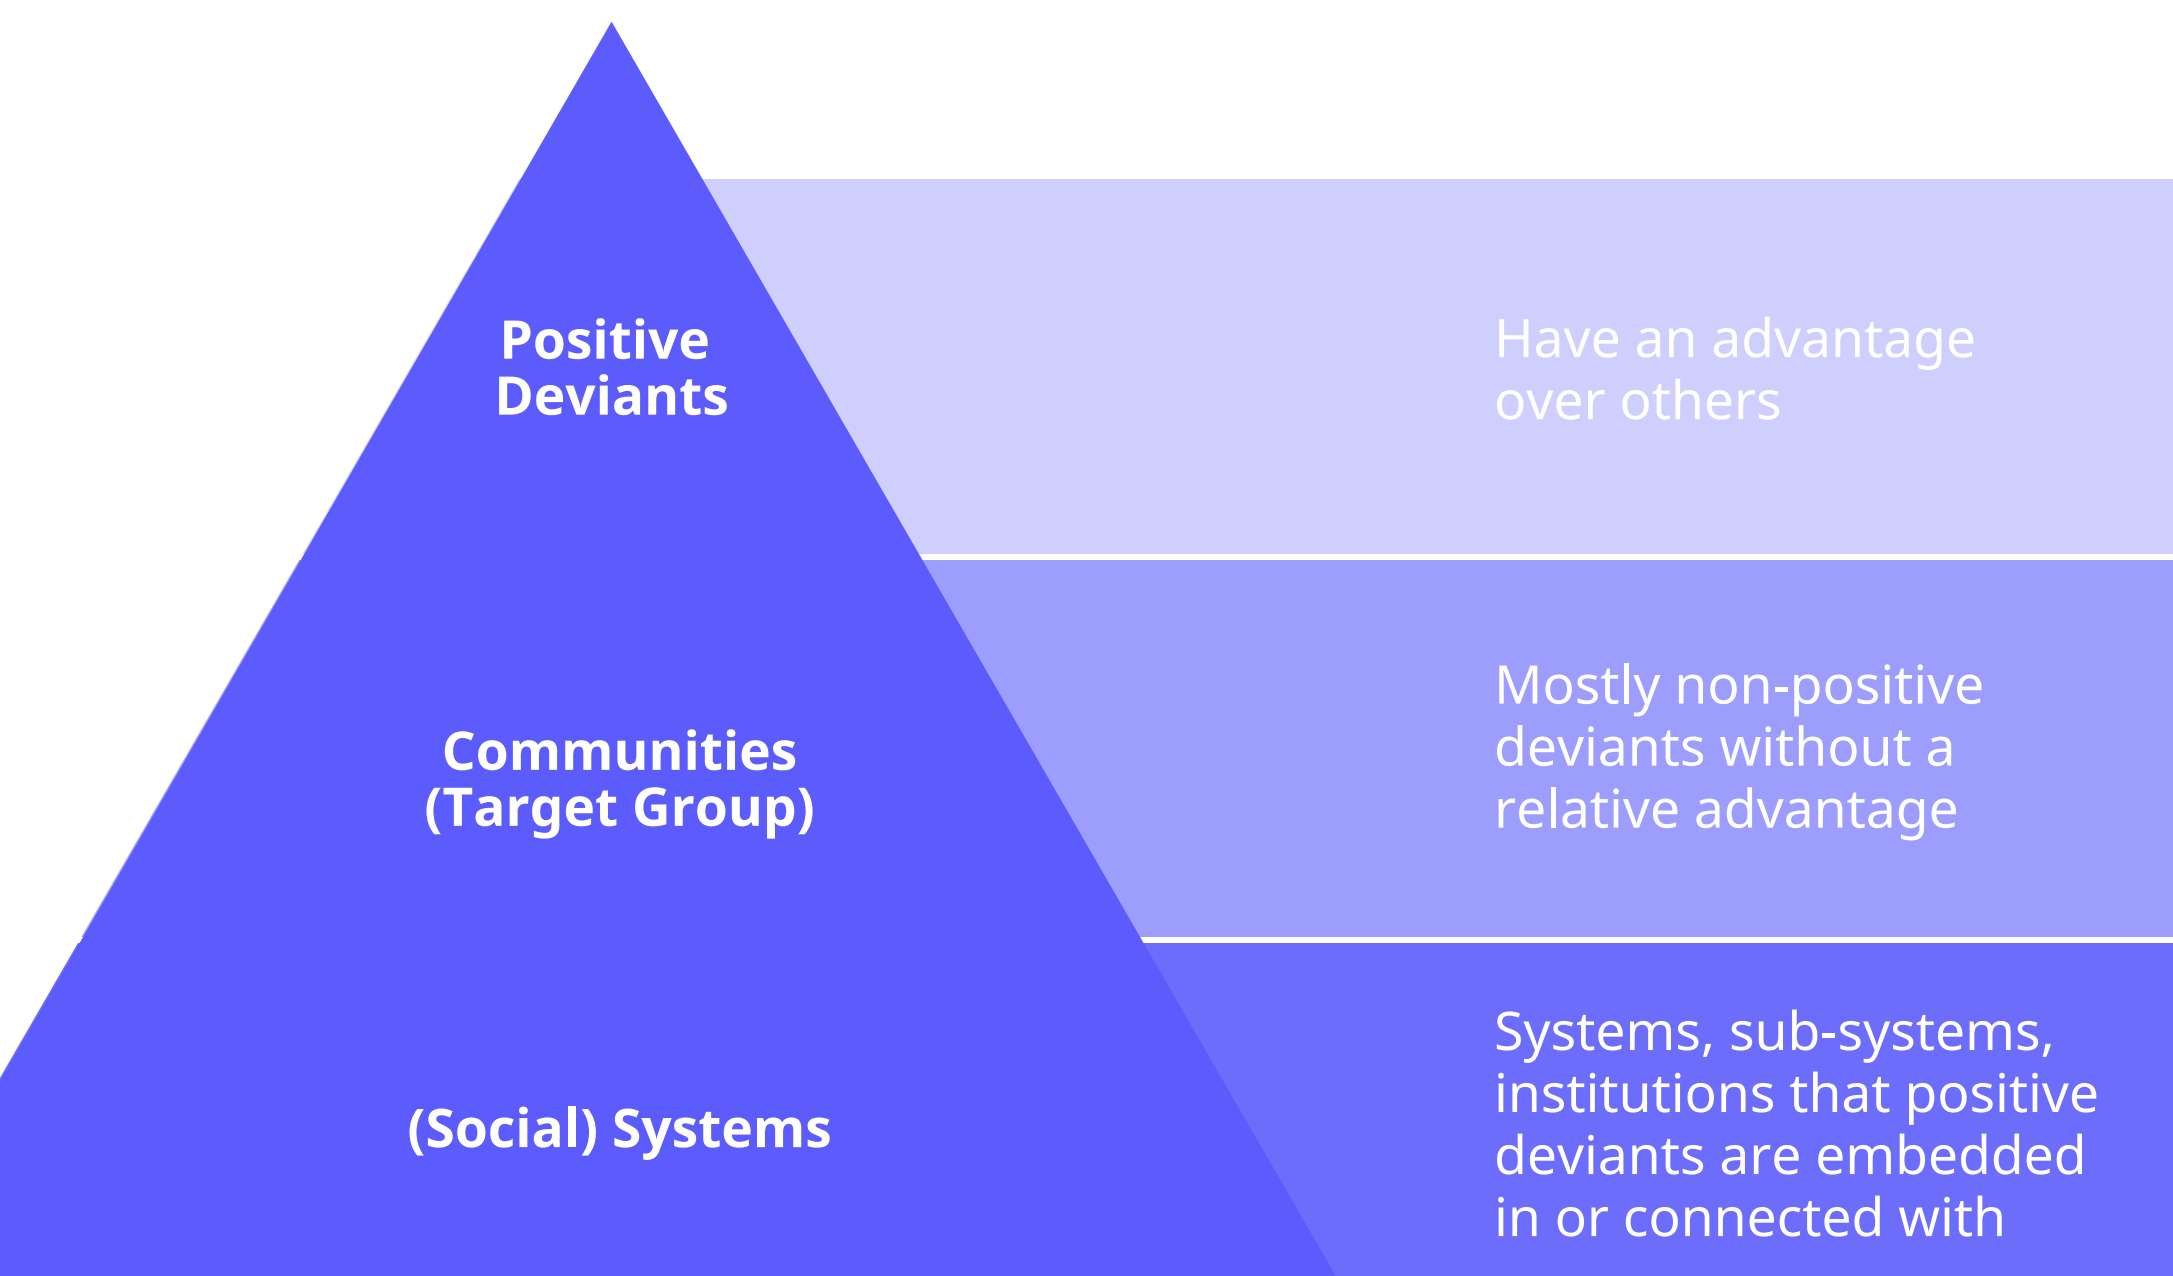 Positive
Deviants
Have an advantage
over others
Communities
(Target Group)
Mostly non-positive
deviants without a
relative advantage
(Social) Systems
Systems, sub-systems,
institutions that positive
deviants are embedded
in or connected with